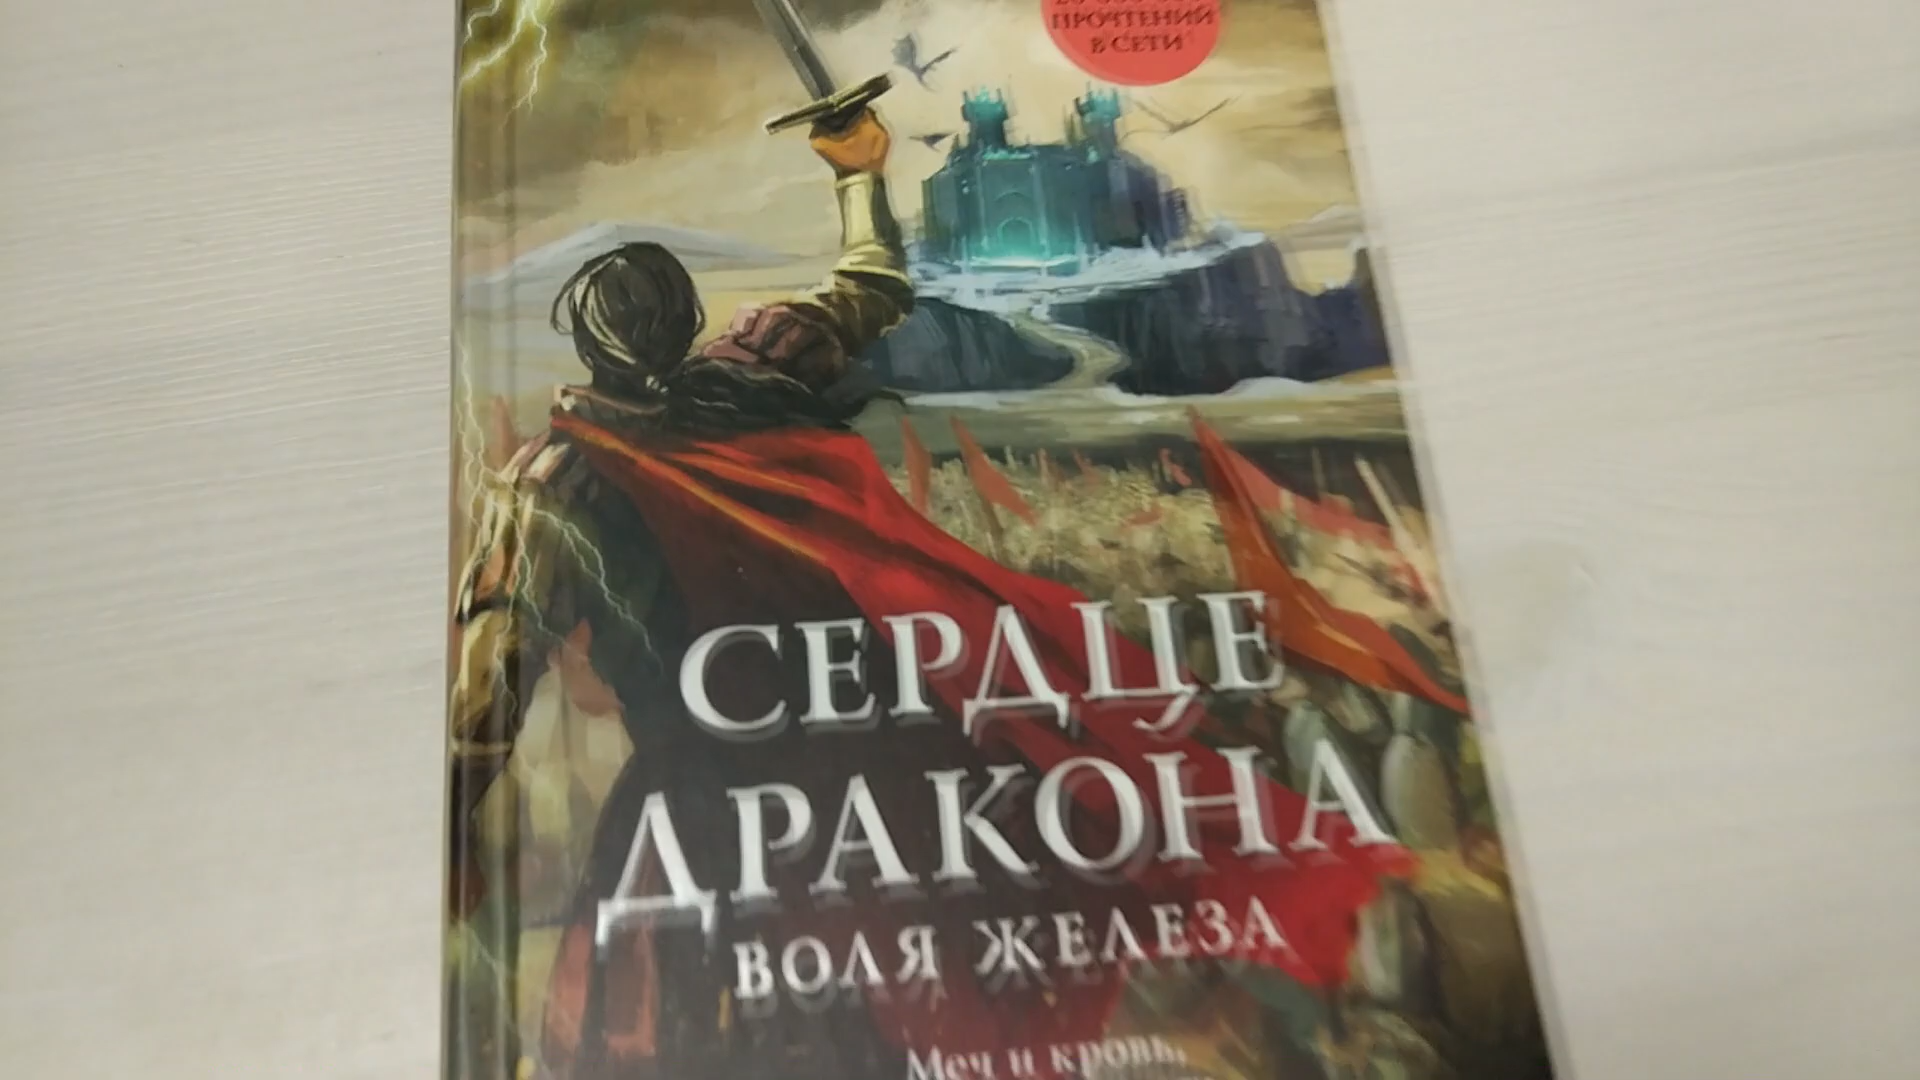 ПРОЧТЕНИЙ
В СЕТИ
СЕРДЦЕ
ДРАКОНА
ВОЛЯ ЖЕЛЕЗА
Меч и кровь,